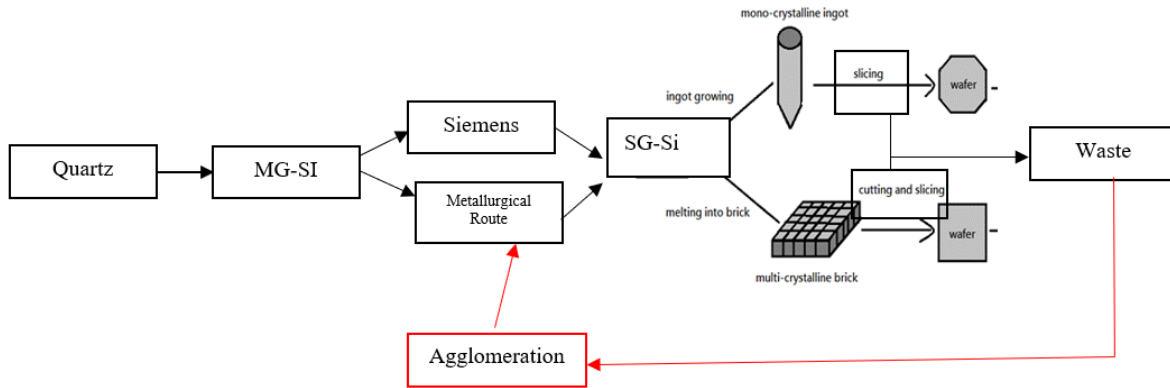 mono-crystalline ingot
slicing
wafer
ingot growing
Siemens
SG-Si
Waste
Quartz
MG-SI
Metallurgical
Route
cutting and slicing
melting into brick
wafer
multi-crystalline brick
Agglomeration